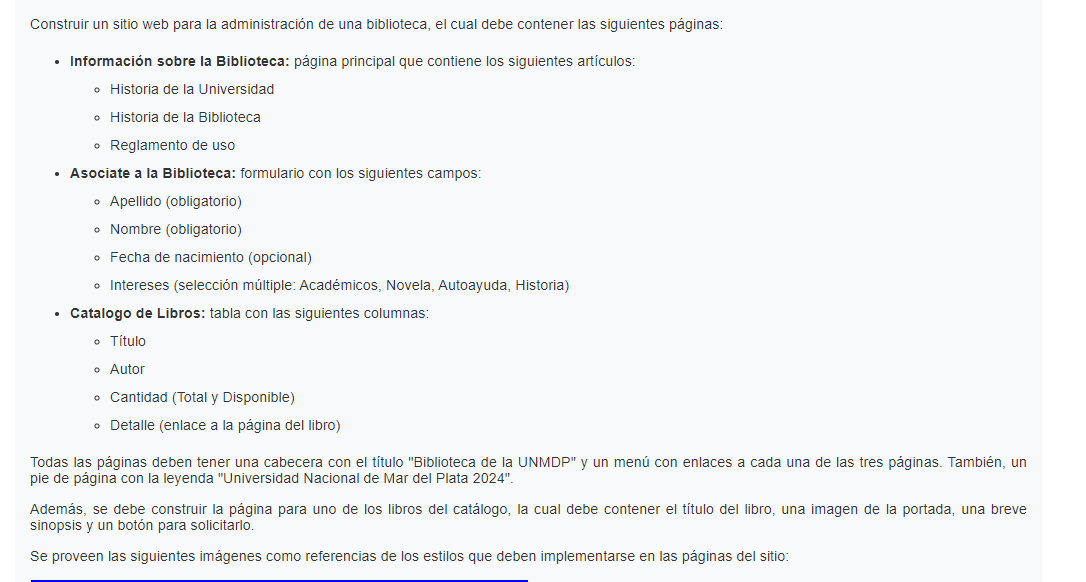 Construir un sitio web para la administración de una biblioteca, el cual debe contener las siguientes páginas:
• Información sobre la Biblioteca: página principal que contiene los siguientes artículos:
◦ Historia de la Universidad
◦ Historia de la Biblioteca
◦ Reglamento de uso
• Asociate a la Biblioteca: formulario con los siguientes campos:
◦ Apellido (obligatorio)
◦ Nombre (obligatorio)
◦ Fecha de nacimiento (opcional)
◦ Intereses (selección múltiple: Académicos, Novela, Autoayuda, Historia)
• Catalogo de Libros: tabla con las siguientes columnas:
◦ Título
◦ Autor
◦ Cantidad (Total y Disponible)
◦ Detalle (enlace a la página del libro)
Todas las páginas deben tener una cabecera con el título "Biblioteca de la UNMDP" y un menú con enlaces a cada una de las tres páginas. También, un
pie de página con la leyenda "Universidad Nacional de Mar del Plata 2024".
Además, se debe construir la página para uno de los libros del catálogo, la cual debe contener el título del libro, una imagen de la portada, una breve
sinopsis y un botón para solicitarlo.
Se proveen las siguientes imágenes como referencias de los estilos que deben implementarse en las páginas del sitio: